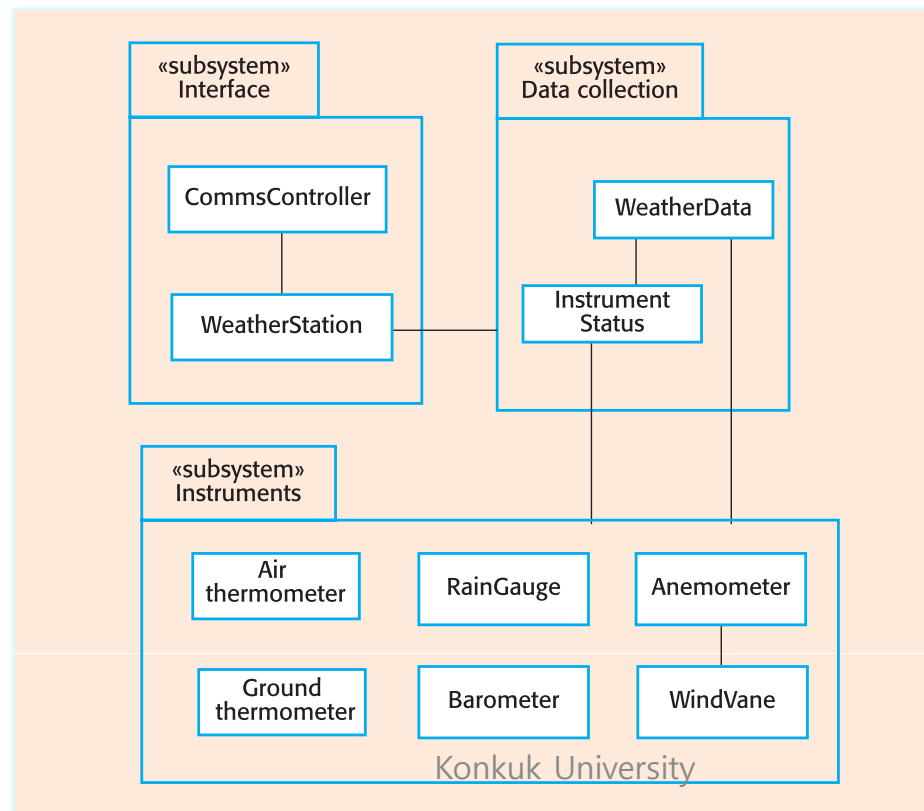 «subsystem»
Interface
«subsystem»
Data collection
CommsController
WeatherData
WeatherStation
Instrument
Status
«subsystem»
Instruments
Air
thermometer
RainGauge
Anemometer
Ground
thermometer
Barometer
WindVane
Konkuk University